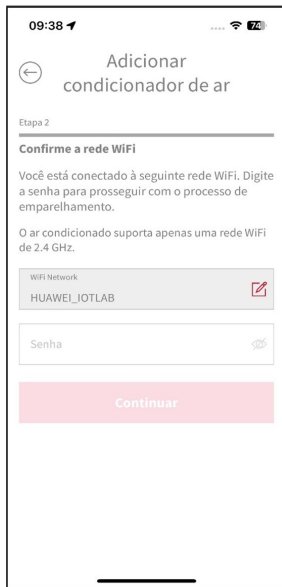 09:38
74
Adicionar
condicionador de ar
Etapa 2
Confirme a rede WiFi
Você está conectado à seguinte rede WiFi. Digite
a senha para prosseguir com o processo de
emparelhamento.
O ar condicionado suporta apenas uma rede WiFi
de 2.4 GHz.
WiFi Network
HUAWEI_IOTLAB
Senha
Continuar